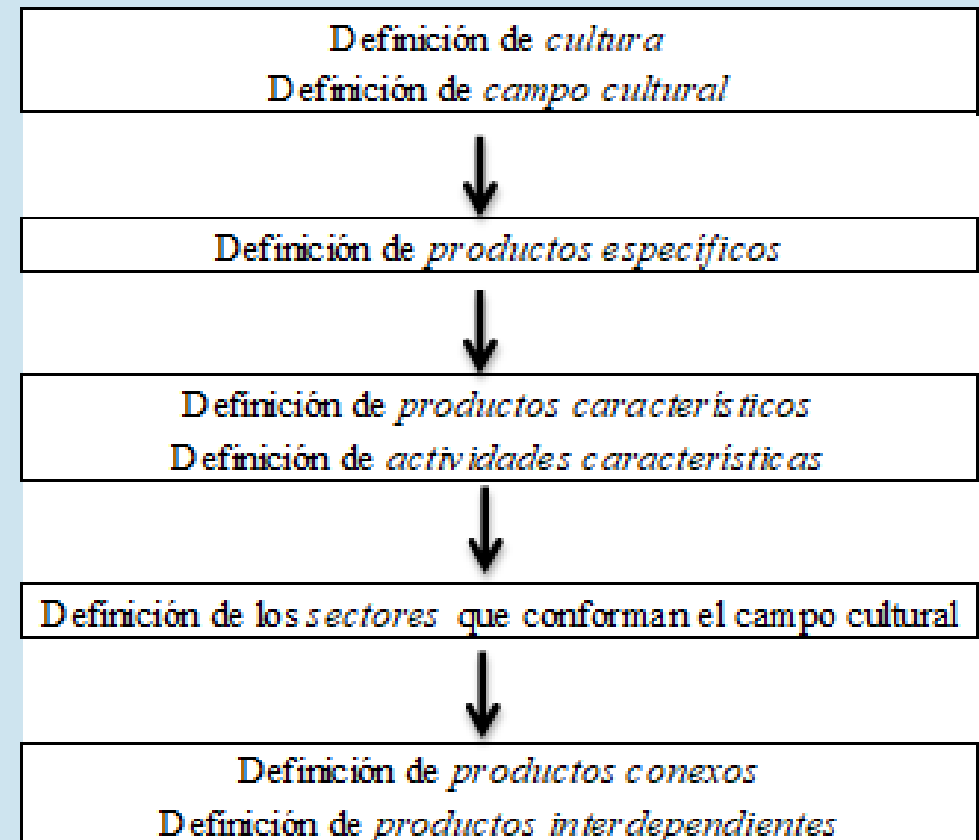 Definición de cultura
Definición de campo cultural
Definición de productos específicos
Definición de productos característicos
Definición de actividades características
Definición de los sectores que conforman el campo cultural
Definición de productos conexos
Definición de productos interdependientes